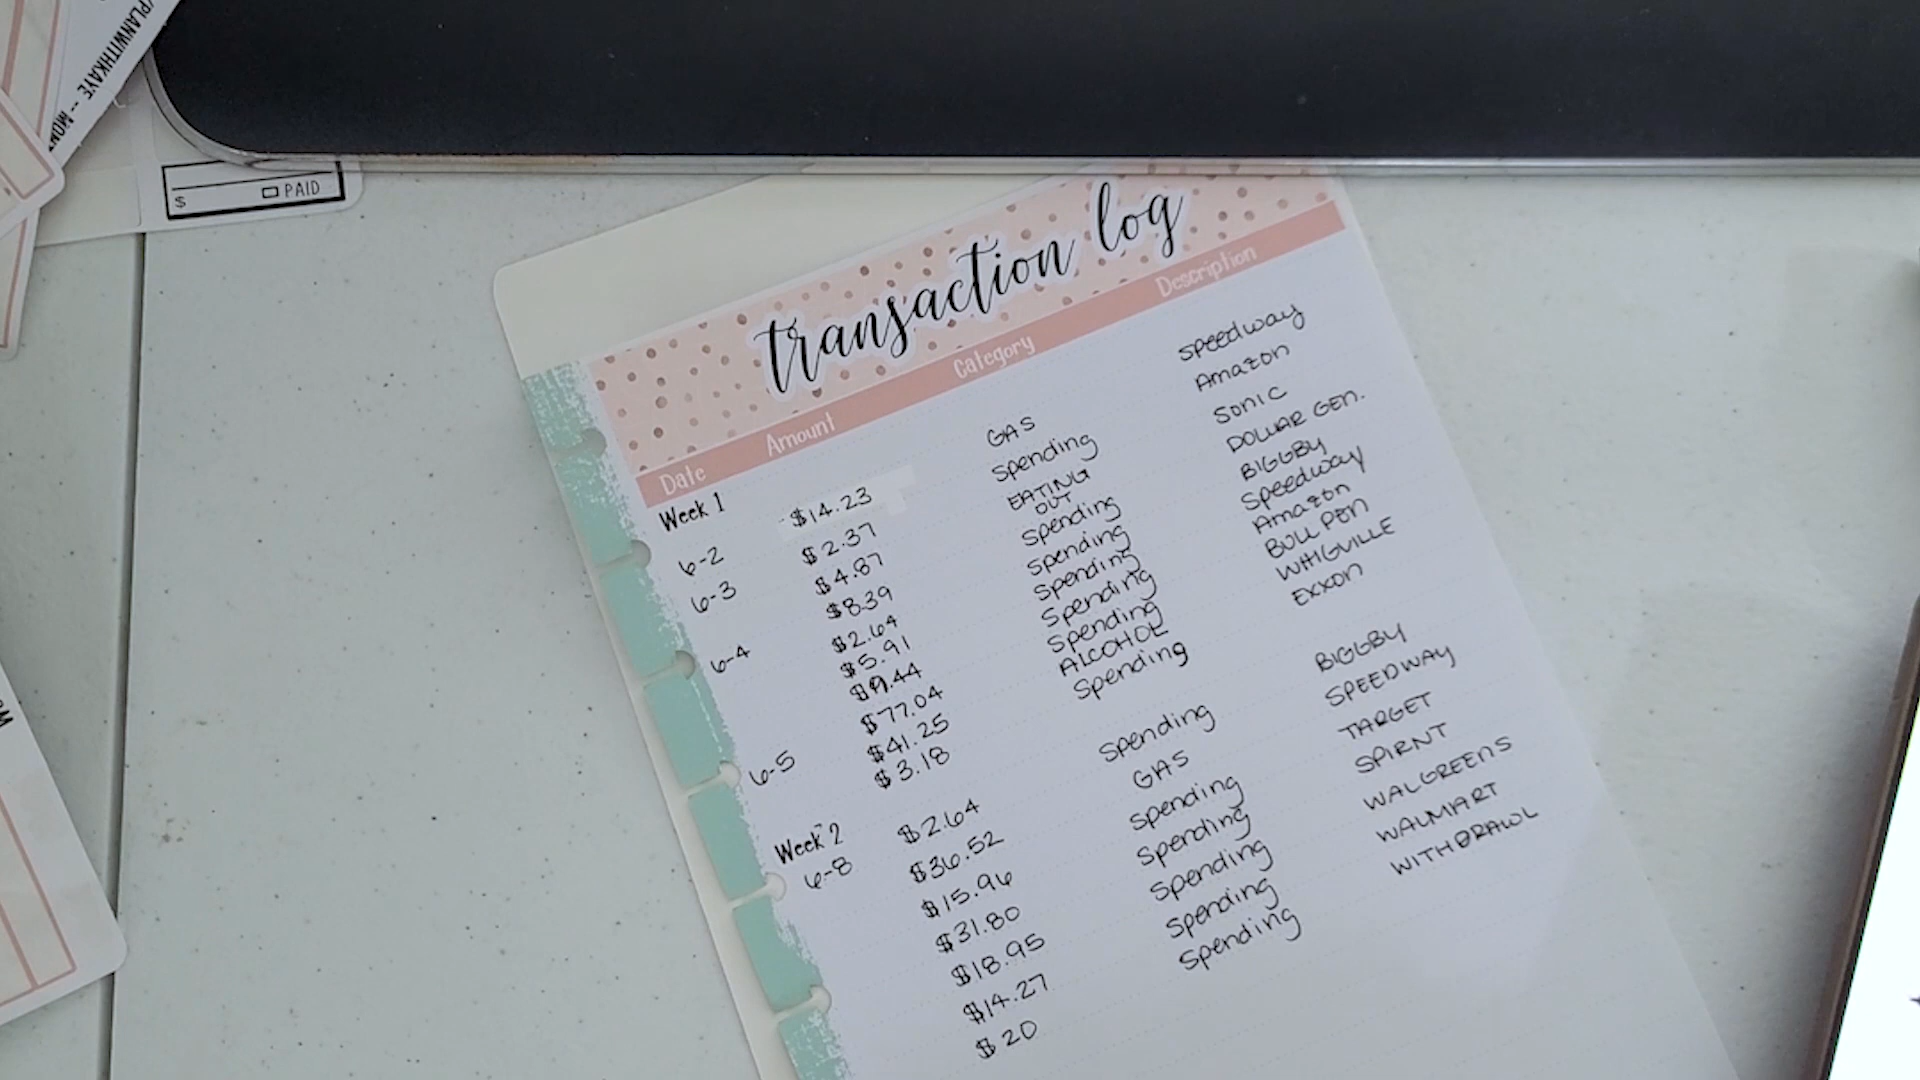 /PLANWITHKAYE -- MON
$ PAID
transaction log
Date Amount Category Description
Week 1
6-2 $14.23 GAS Speedway
6-3 $2.37 Spending Amazon
$4.87 EATING OUT SONIC
6-4 $8.39 Spending DOLLAR GEN.
$2.64 Spending BIGGBY
$5.91 Spending Speedway
$9.44 Spending Amazon
6-5 $77.04 Spending BULL PEN
$41.25 ALCOHOL WHIGVILLE
$3.18 Spending EXXON
Week 2
6-8 $2.64 Spending BIGGBY
$36.52 GAS SPEEDWAY
$15.96 Spending TARGET
$31.80 Spending SPIRNT
$18.95 Spending WALGREENS
$14.27 Spending WALMART
$20 Spending WITHDRAWL